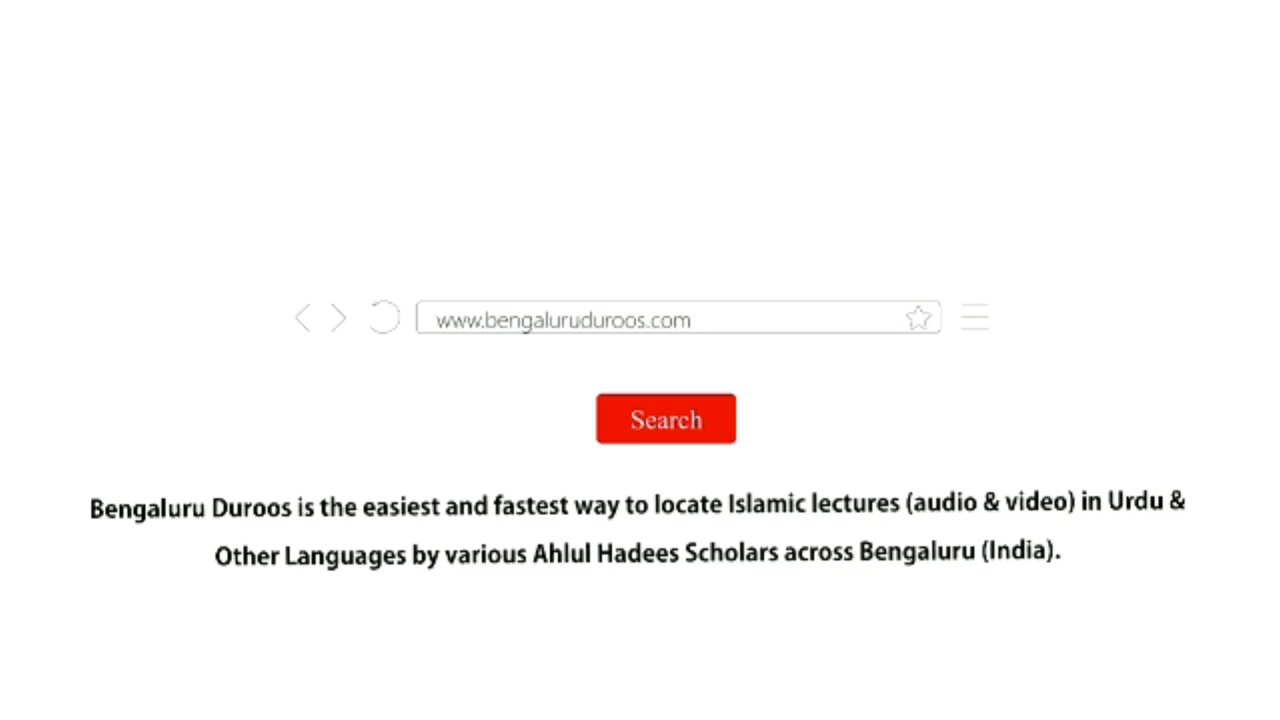 www.bengaluruduroos.com
Search
Bengaluru Duroos is the easiest and fastest way to locate Islamic lectures (audio & video) in Urdu &
Other Languages by various Ahlul Hadees Scholars across Bengaluru (India).